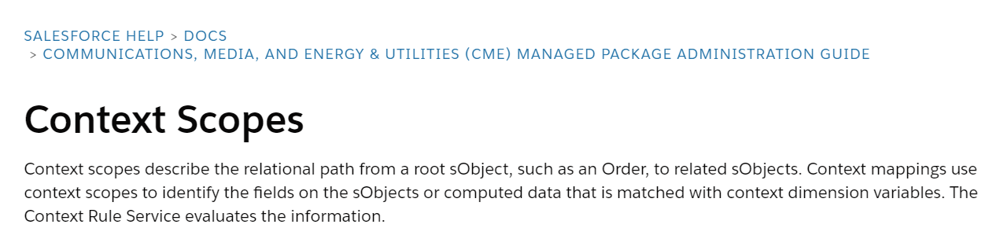 SALESFORCE HELP > DOCS
> COMMUNICATIONS, MEDIA, AND ENERGY & UTILITIES (CME) MANAGED PACKAGE ADMINISTRATION GUIDE
Context Scopes
Context scopes describe the relational path from a root sObject, such as an Order, to related sObjects. Context mappings use
context scopes to identify the fields on the sObjects or computed data that is matched with context dimension variables. The
Context Rule Service evaluates the information.